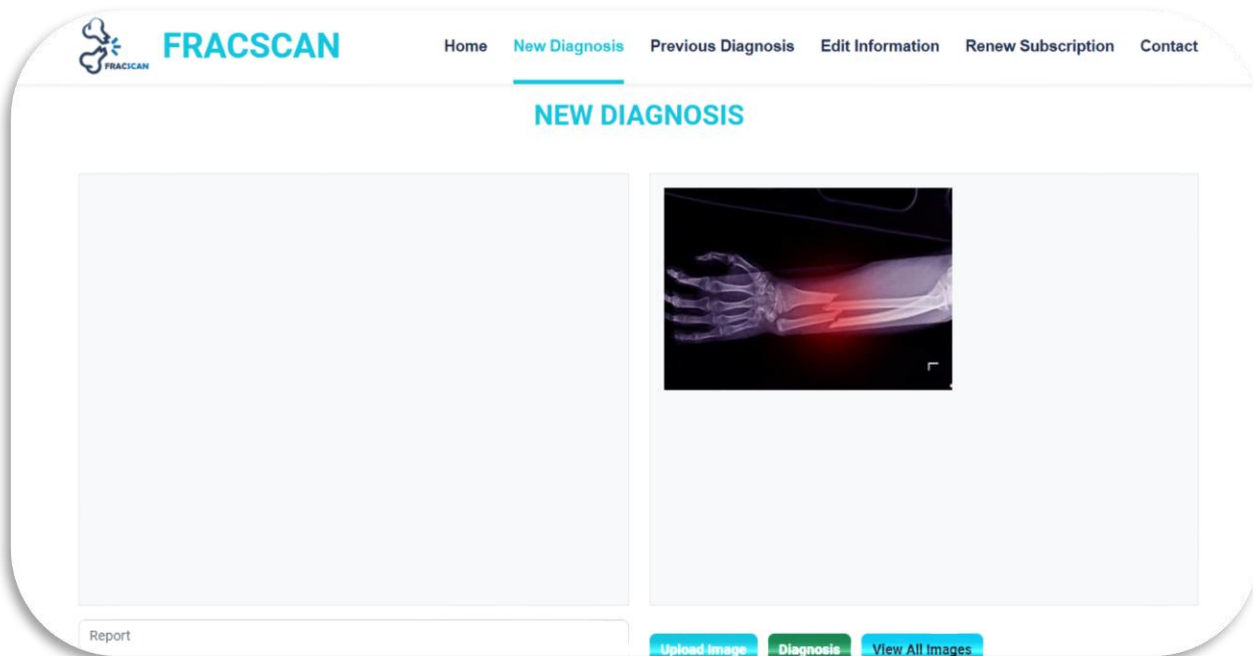 FRACSCAN
FRACSCAN
Home
New Diagnosis
Previous Diagnosis
Edit Information
Renew Subscription
Contact
NEW DIAGNOSIS
Report
Upload Image
Diagnosis
View All Images